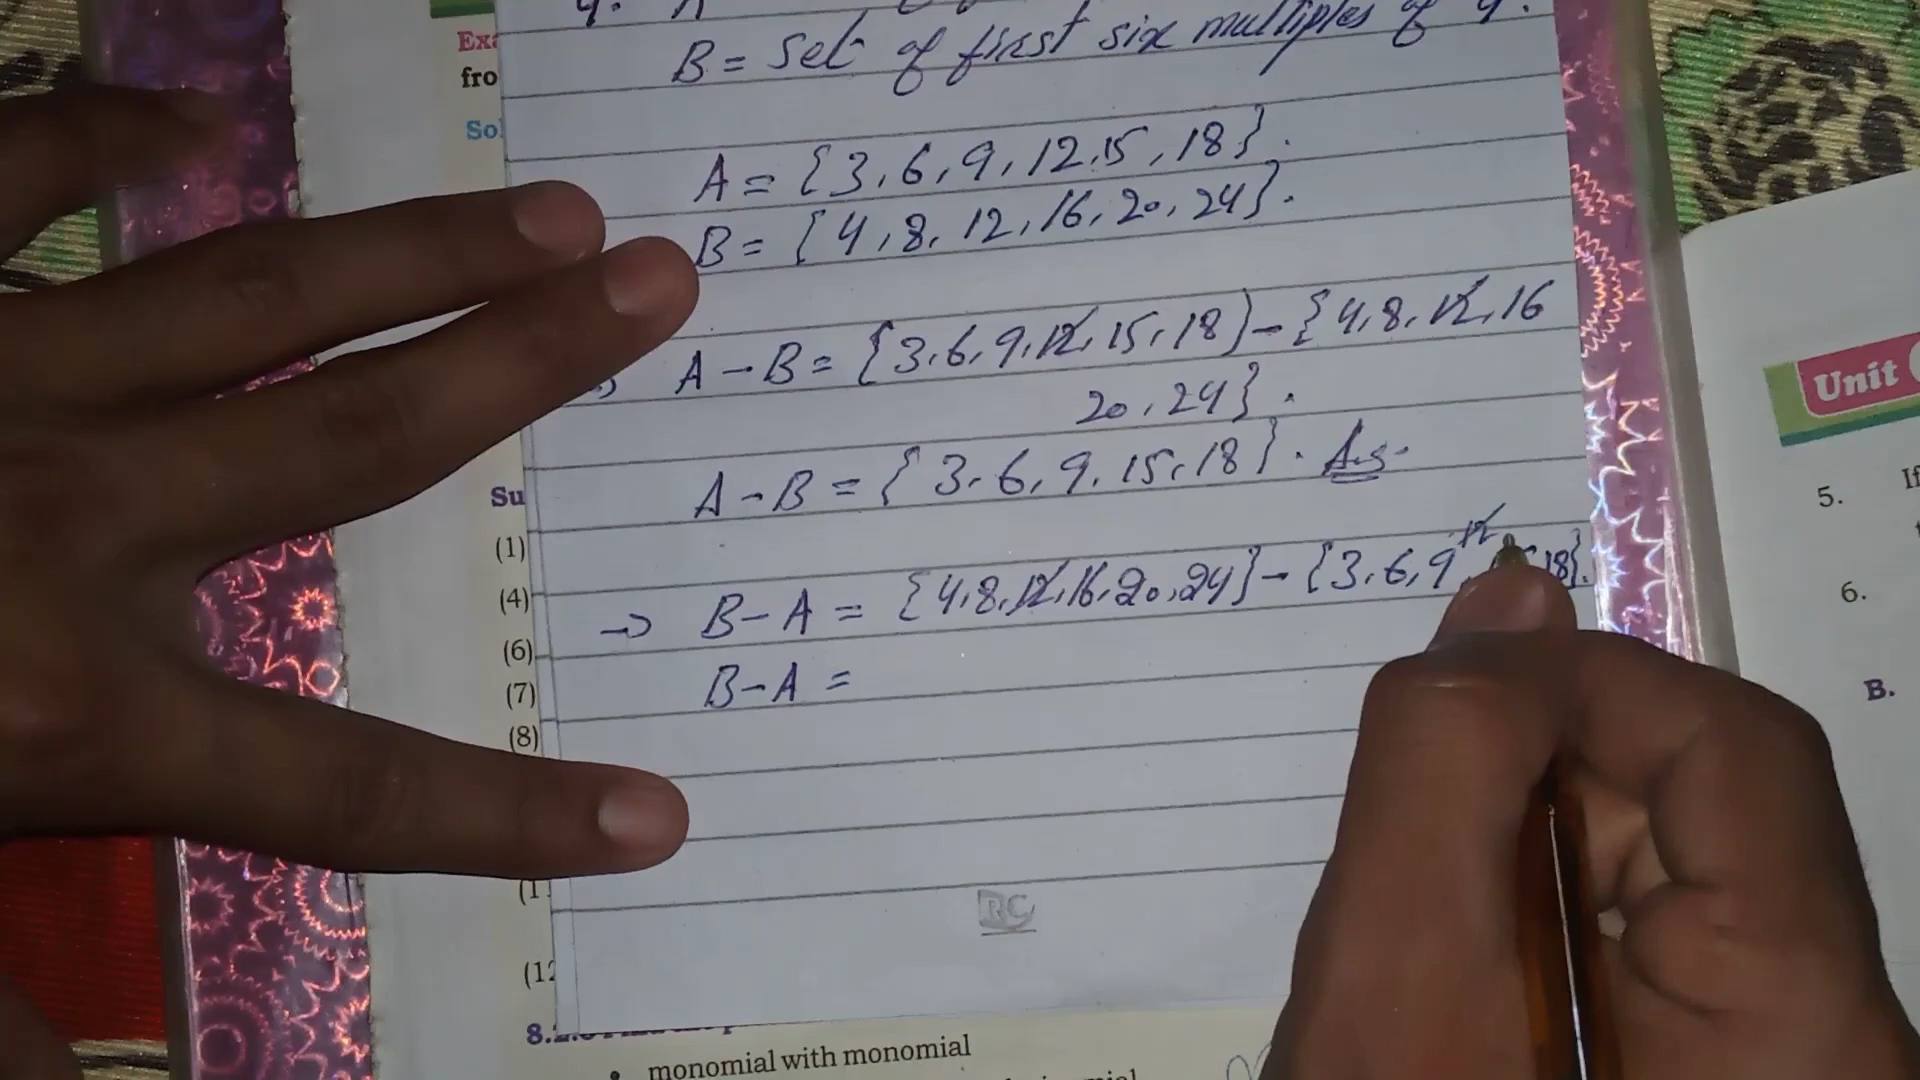 B = Set of first six multiples of 4.
A = {3, 6, 9, 12, 15, 18}.
B = {4, 8, 12, 16, 20, 24}.
A - B = {3, 6, 9, 12, 15, 18} - {4, 8, 12, 16
20, 24}.
A - B = {3, 6, 9, 15, 18}. Ans.
→ B - A = {4, 8, 12, 16, 20, 24} - {3, 6, 9 12, 18}.
B - A =
RC
fro
Su
(1)
(4)
(6)
(7)
(8)
monomial with monomial
Unit
5. If
6.
B.